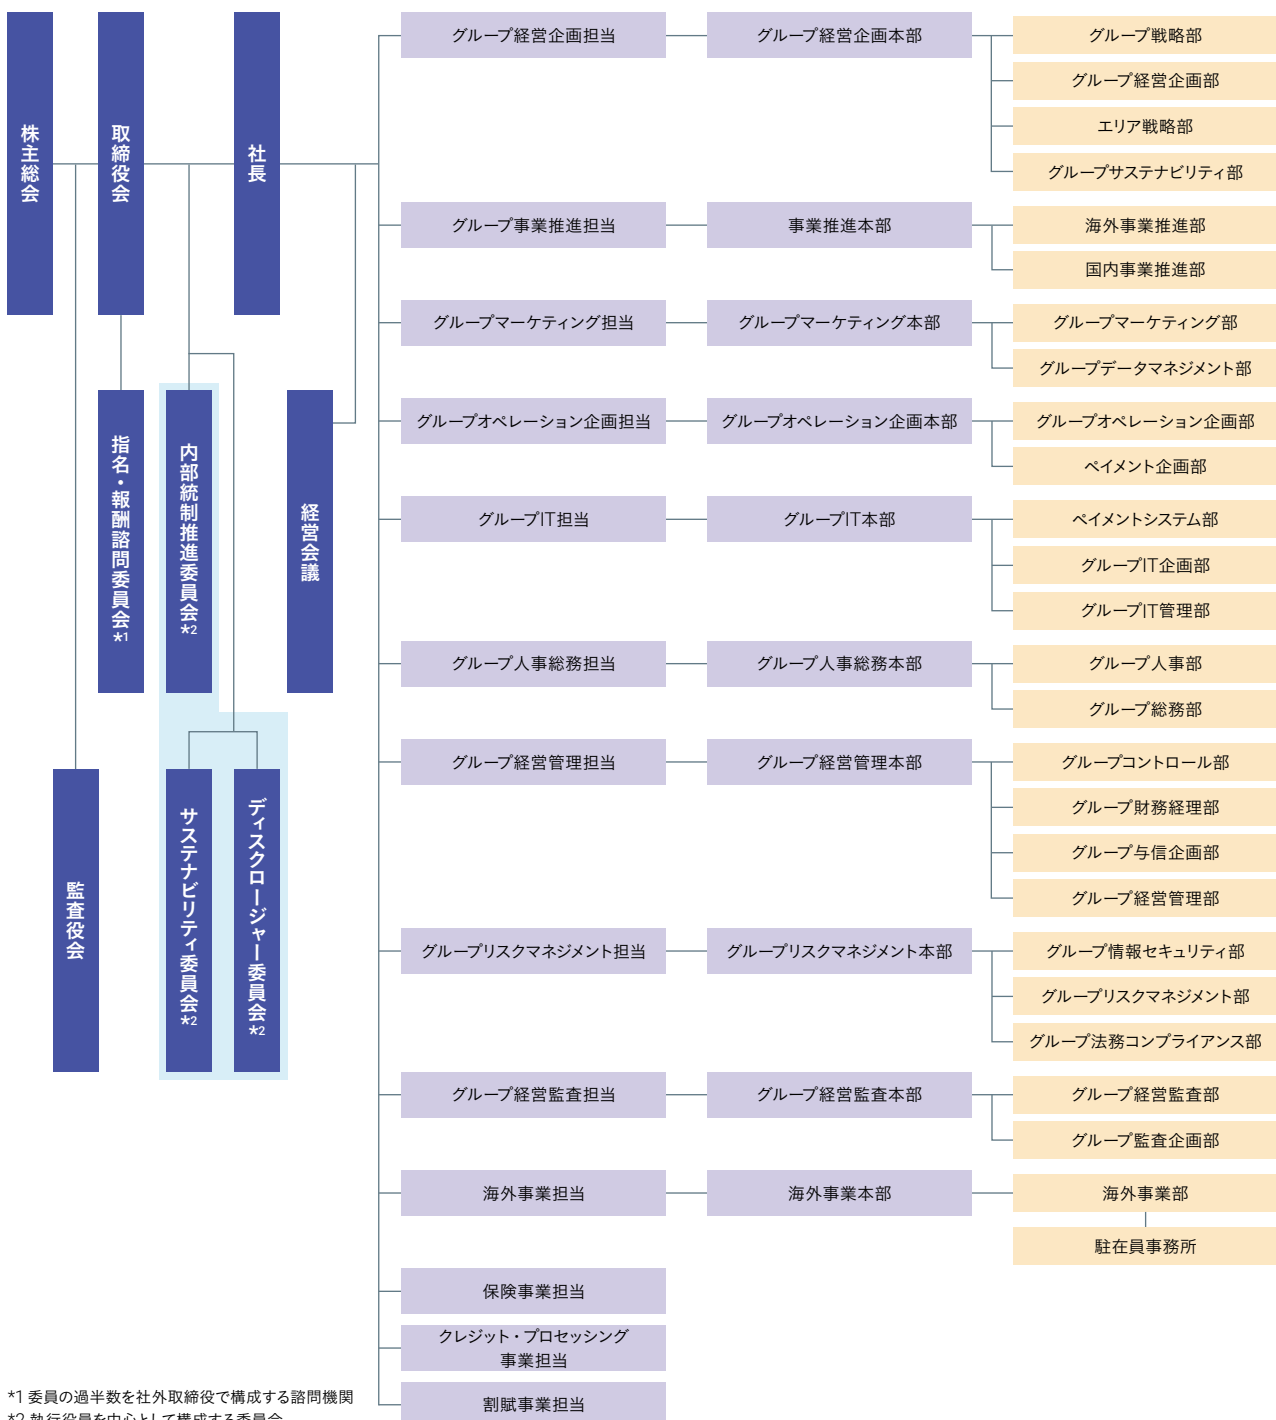 株主総会
取締役会
社長
監査役会
指名・報酬諮問委員会*1
内部統制推進委員会*2
サステナビリティ委員会*2
ディスクロージャー委員会*2
経営会議
グループ経営企画担当
グループ経営企画本部
グループ戦略部
グループ経営企画部
エリア戦略部
グループサステナビリティ部
グループ事業推進担当
事業推進本部
海外事業推進部
国内事業推進部
グループマーケティング担当
グループマーケティング本部
グループマーケティング部
グループデータマネジメント部
グループオペレーション企画担当
グループオペレーション企画本部
グループオペレーション企画部
ペイメント企画部
グループIT担当
グループIT本部
ペイメントシステム部
グループIT企画部
グループIT管理部
グループ人事総務担当
グループ人事総務本部
グループ人事部
グループ総務部
グループ経営管理担当
グループ経営管理本部
グループコントロール部
グループ財務経理部
グループ与信企画部
グループ経営管理部
グループリスクマネジメント担当
グループリスクマネジメント本部
グループ情報セキュリティ部
グループリスクマネジメント部
グループ法務コンプライアンス部
グループ経営監査担当
グループ経営監査本部
グループ経営監査部
グループ監査企画部
海外事業担当
海外事業本部
海外事業部
駐在員事務所
保険事業担当
クレジット・プロセッシング
事業担当
割賦事業担当
*1 委員の過半数を社外取締役で構成する諮問機関
*2 執行役員を中心として構成する委員会